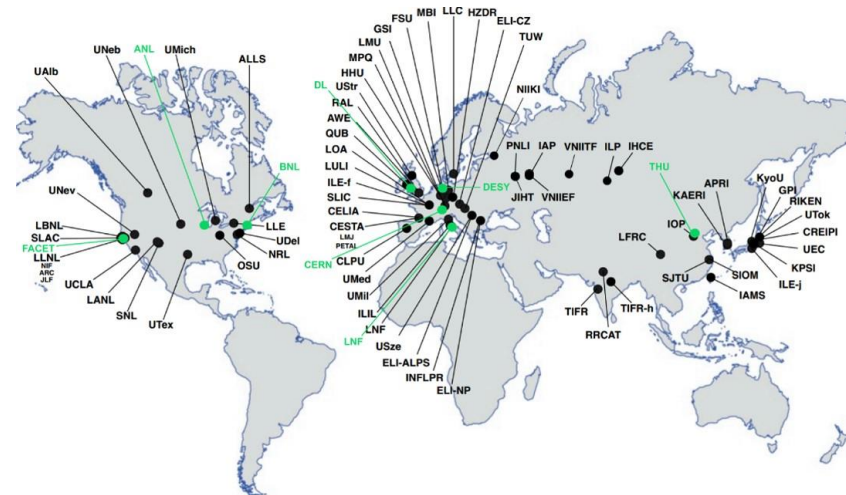 UAlb
UNeb
ANL
UMich
ALLS
BNL
UNev
LBNL
SLAC
FACET
LLNL
NIF
ARC
JLF
UCLA
LANL
SNL
UTex
OSU
NRL
UDel
LLE
LLC
HZDR
MBI
ELI-CZ
FSU
TUW
GSI
LMU
MPQ
HHU
NIIKI
UStr
DL
RAL
AWE
QUB
LOA
LULI
ILE-f
SLIC
CELIA
CESTA
LMJ
PETAL
CERN
CLPU
UMed
UMil
ILIL
LNF
LNF
USze
ELI-ALPS
INFLPR
ELI-NP
DESY
PNLI
IAP
VNIITF
ILP
IHCE
JIHT
VNIIEF
THU
KAERI
APRI
KyoU
GPI
RIKEN
UTok
CREIPI
UEC
KPSI
ILE-j
IOP
LFRC
SJTU
SIOM
IAMS
TIFR
TIFR-h
RRCAT